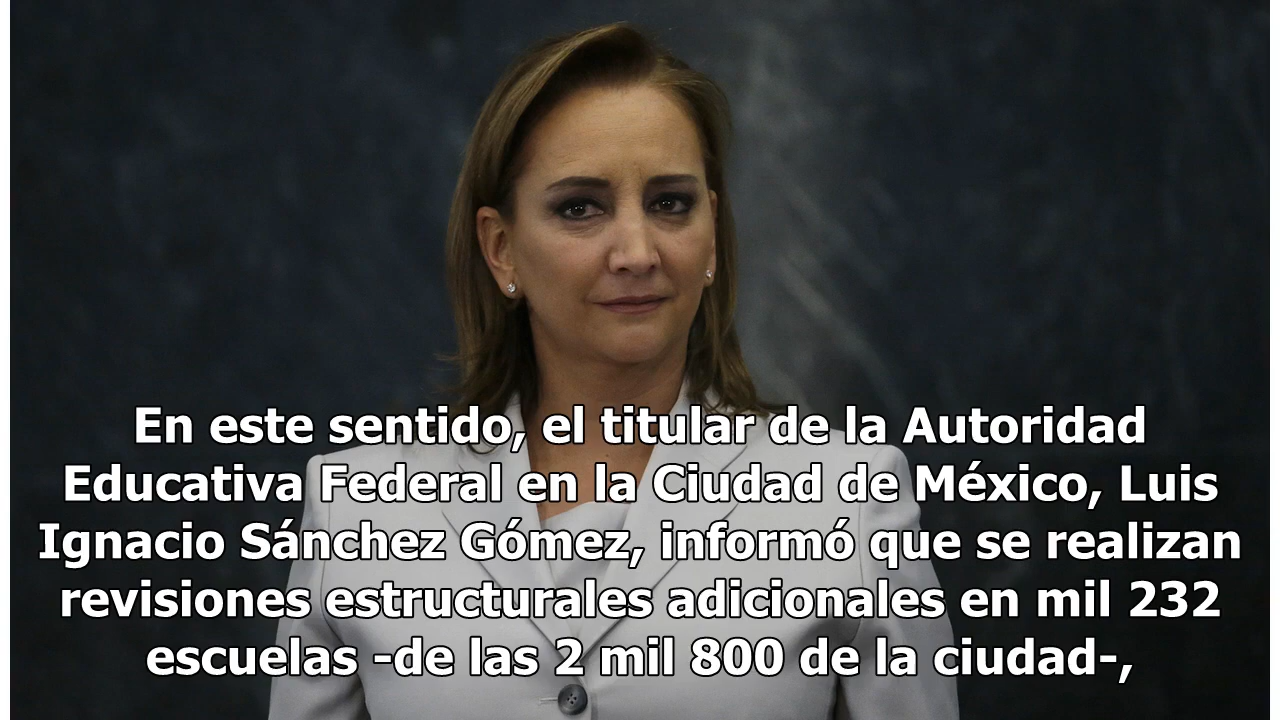 En este sentido, el titular de la Autoridad
Educativa Federal en la Ciudad de México, Luis
Ignacio Sánchez Gómez, informó que se realizan
revisiones estructurales adicionales en mil 232
escuelas -de las 2 mil 800 de la ciudad-,